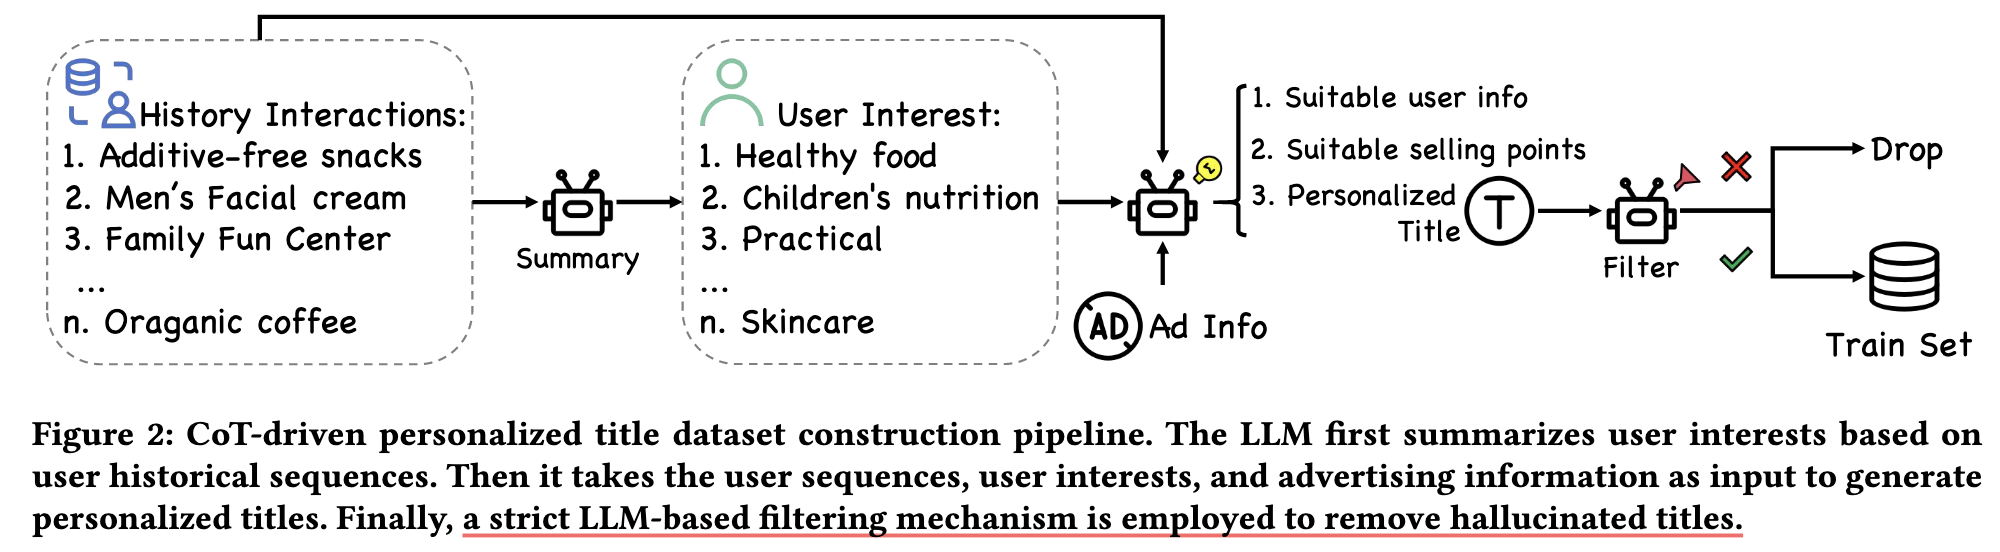 History Interactions:
1. Additive-free snacks
2. Men's Facial cream
3. Family Fun Center
...
n. Oraganic coffee
Summary
User Interest:
1. Healthy food
2. Children's nutrition
3. Practical
...
n. Skincare
AD Ad Info
1. Suitable user info
2. Suitable selling points
3. Personalized
Title
T
Filter
Drop
Train Set
Figure 2: CoT-driven personalized title dataset construction pipeline. The LLM first summarizes user interests based on
user historical sequences. Then it takes the user sequences, user interests, and advertising information as input to generate
personalized titles. Finally, a strict LLM-based filtering mechanism is employed to remove hallucinated titles.